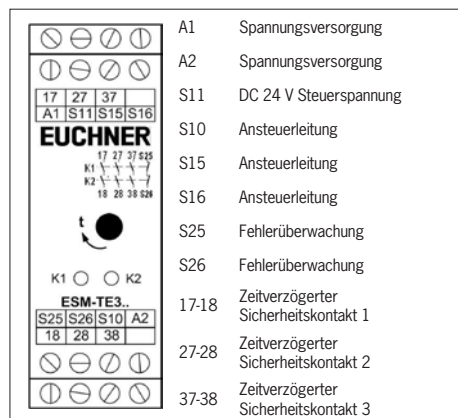 17 27 37
A1 S11 S15 S16
EUCHNER
17 27 37 S25
K1
K2
18 28 38 S26
t
K1 K2
ESM-TE3..
S25 S26 S10 A2
18 28 38
A1 Spannungsversorgung
A2 Spannungsversorgung
S11 DC 24 V Steuerspannung
S10 Ansteuerleitung
S15 Ansteuerleitung
S16 Ansteuerleitung
S25 Fehlerüberwachung
S26 Fehlerüberwachung
17-18 Zeitverzögerter
Sicherheitskontakt 1
27-28 Zeitverzögerter
Sicherheitskontakt 2
37-38 Zeitverzögerter
Sicherheitskontakt 3